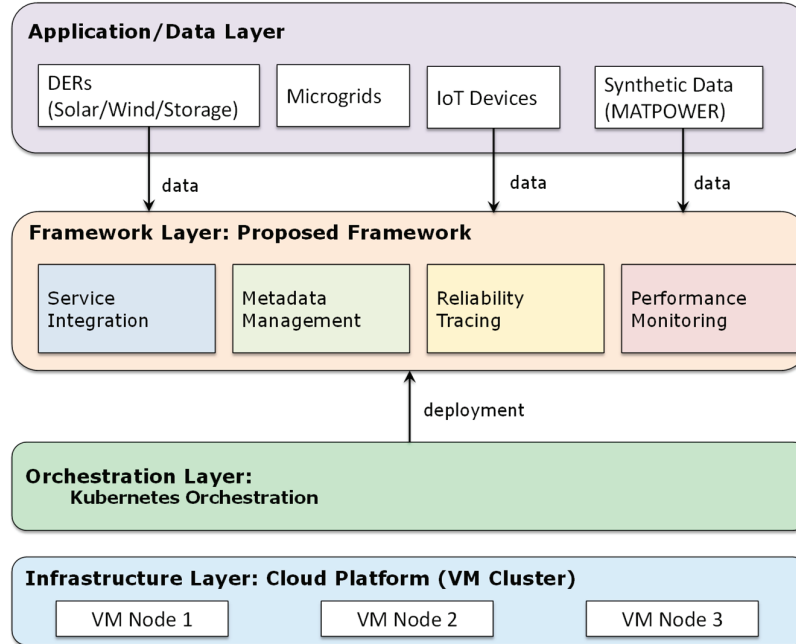 Application/Data Layer
DERs
(Solar/Wind/Storage)
Microgrids
IoT Devices
Synthetic Data
(MATPOWER)
data
data
data
Framework Layer: Proposed Framework
Service
Integration
Metadata
Management
Reliability
Tracing
Performance
Monitoring
deployment
Orchestration Layer:
Kubernetes Orchestration
Infrastructure Layer: Cloud Platform (VM Cluster)
VM Node 1
VM Node 2
VM Node 3